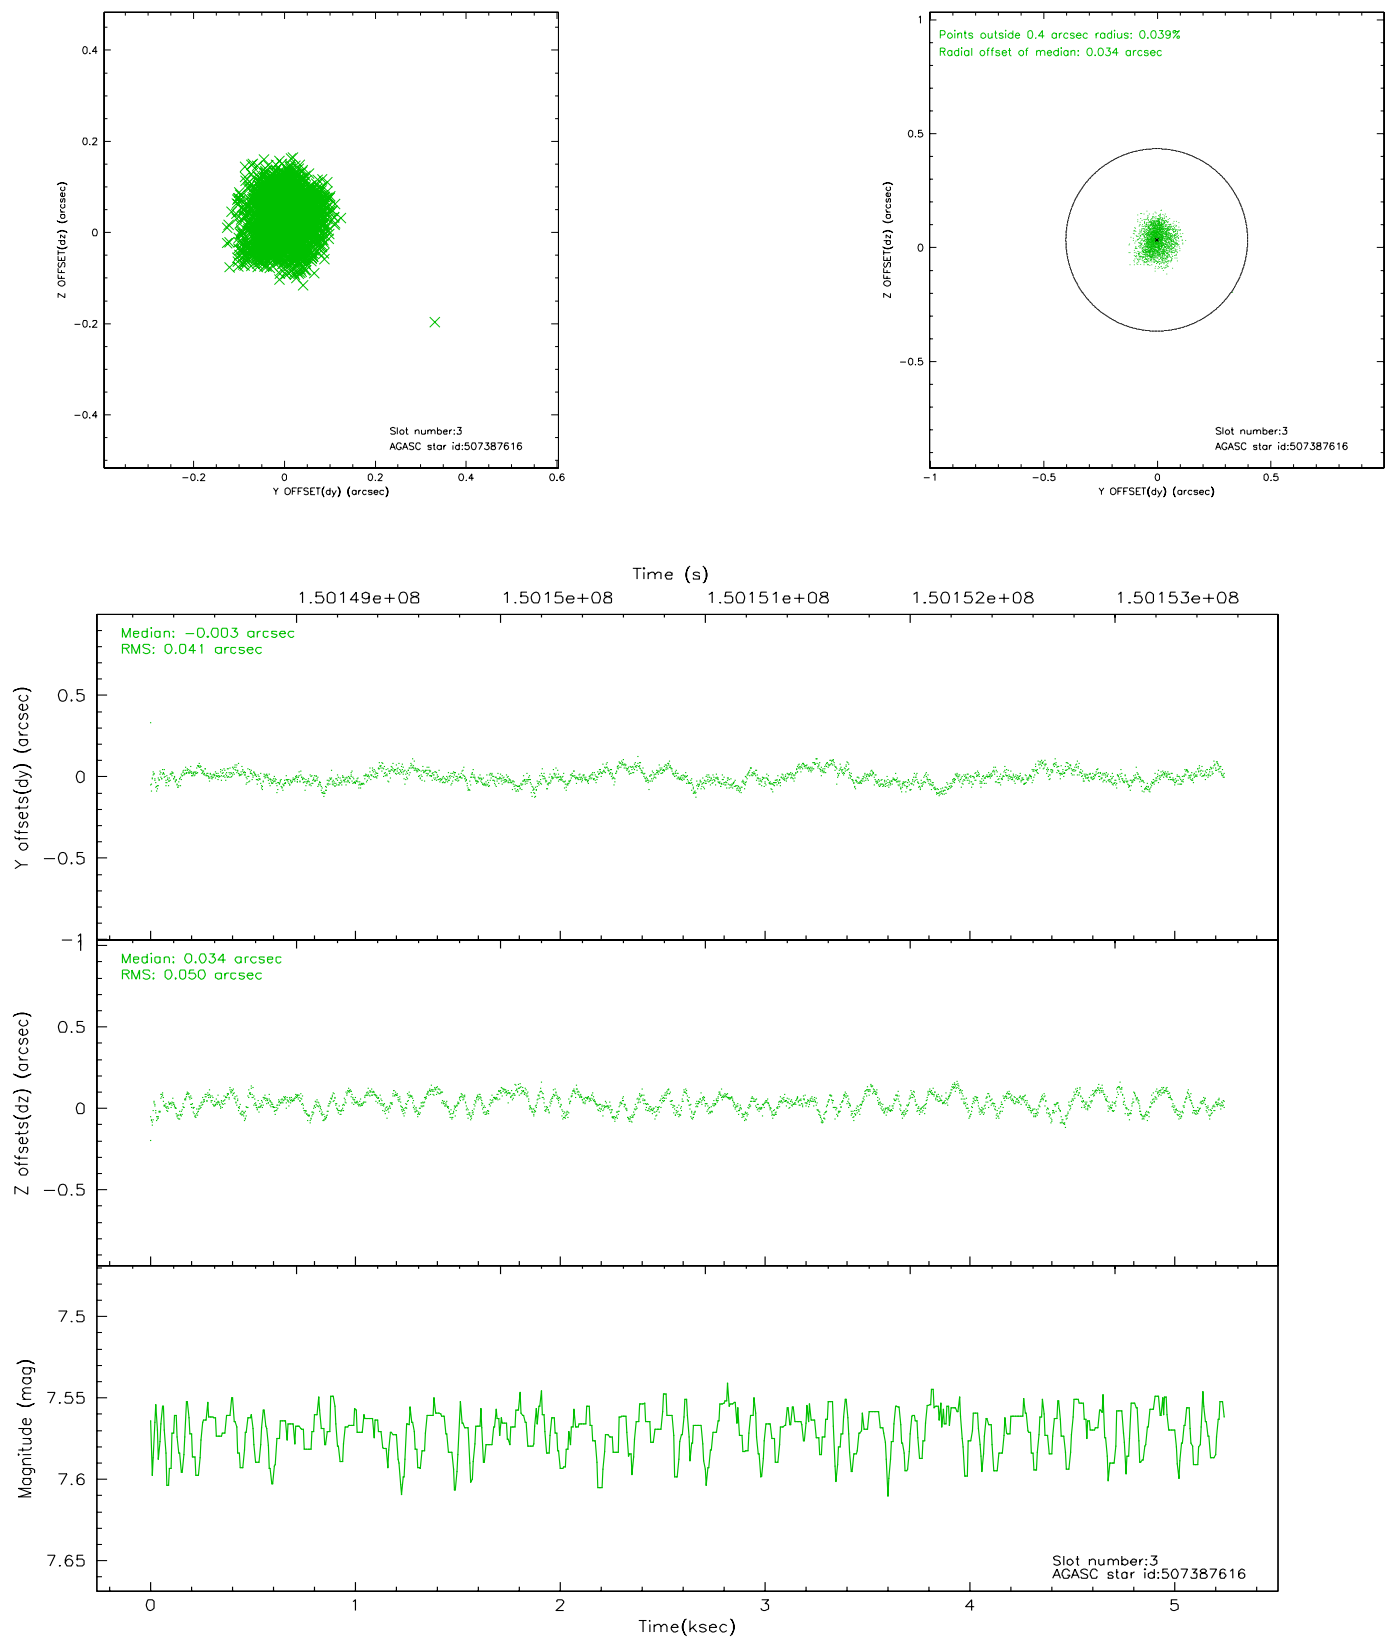 0.4
0.2
0
−0.2
−0.4
Z OFFSET(dz) (arcsec)
Slot number:3
AGASC star id:507387616
−0.2
0
0.2
0.4
0.6
Y OFFSET(dy) (arcsec)
Points outside 0.4 arcsec radius: 0.039%
Radial offset of median: 0.034 arcsec
1
0.5
0
−0.5
Z OFFSET(dz) (arcsec)
Slot number:3
AGASC star id:507387616
−1
−0.5
0
0.5
Y OFFSET(dy) (arcsec)
Time (s)
1.50149e+08
1.5015e+08
1.50151e+08
1.50152e+08
1.50153e+08
Median: −0.003 arcsec
RMS: 0.041 arcsec
0.5
0
−0.5
−1
Y offsets(dy) (arcsec)
Median: 0.034 arcsec
RMS: 0.050 arcsec
1
0.5
0
−0.5
Z offsets(dz) (arcsec)
7.5
7.55
7.6
7.65
Magnitude (mag)
Slot number:3
AGASC star id:507387616
0
1
2
3
4
5
Time(ksec)